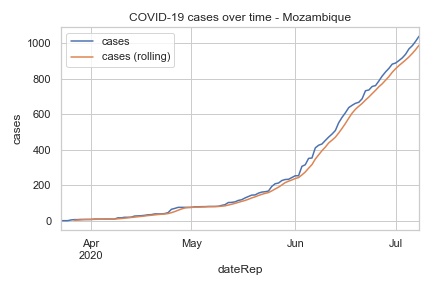 COVID-19 cases over time - Mozambique
cases
cases (rolling)
1000
800
600
400
200
0
cases
Apr
2020
May
Jun
Jul
dateRep